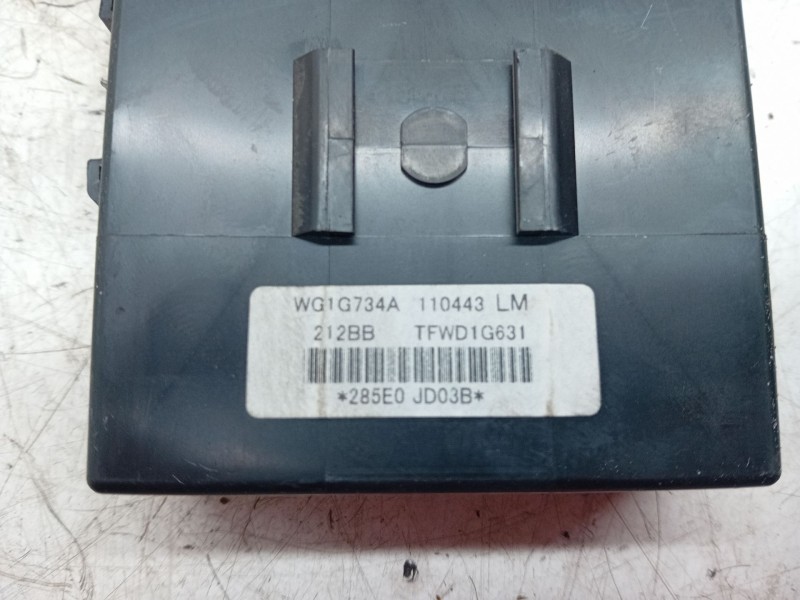 WG1G734A 110443 LM
212BB TFWD1G631
*285E0 JD03B*